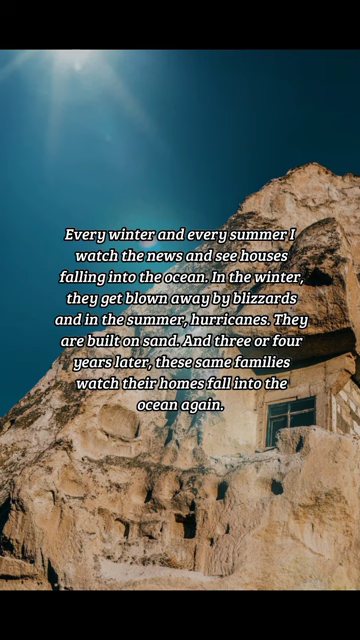 Every winter and every summer I
watch the news and see houses
falling into the ocean. In the winter,
they get blown away by blizzards
and in the summer, hurricanes. They
are built on sand. And three or four
years later, these same families
watch their homes fall into the
ocean again.